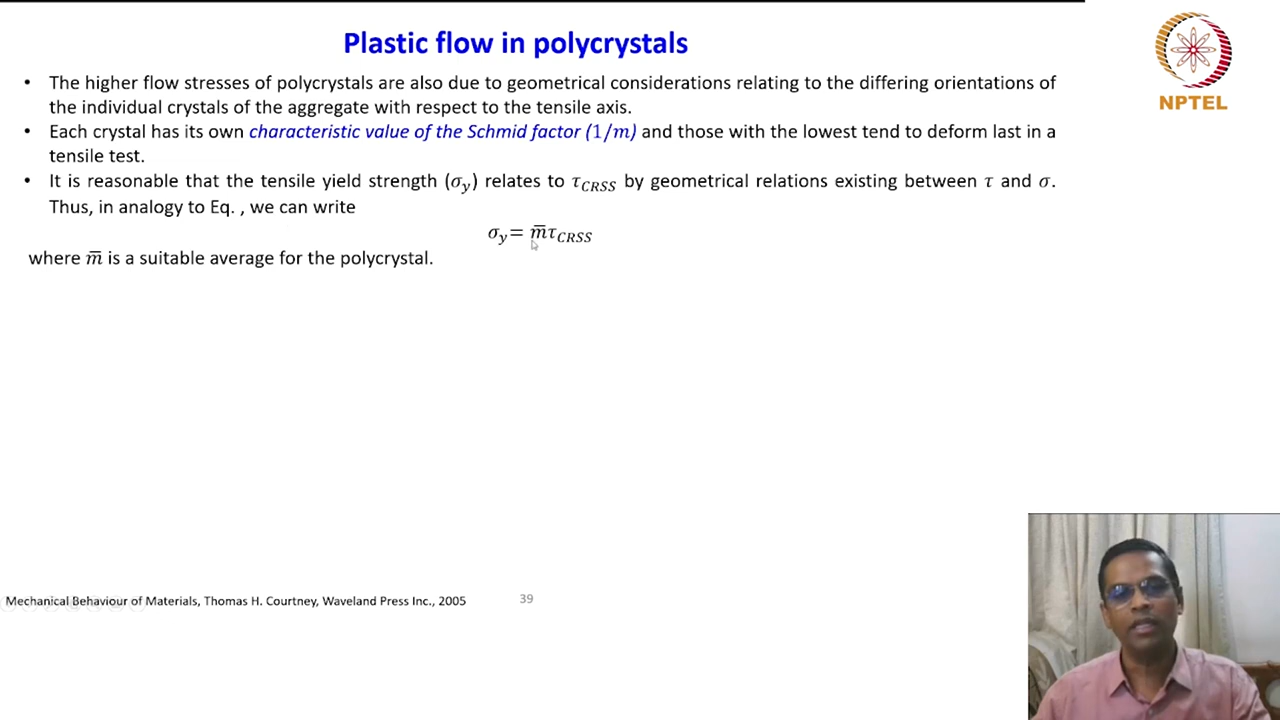 Plastic flow in polycrystals
NPTEL
• The higher flow stresses of polycrystals are also due to geometrical considerations relating to the differing orientations of
the individual crystals of the aggregate with respect to the tensile axis.
• Each crystal has its own characteristic value of the Schmid factor (1/m) and those with the lowest tend to deform last in a
tensile test.
• It is reasonable that the tensile yield strength (σ_y) relates to τ_CRSS by geometrical relations existing between τ and σ.
Thus, in analogy to Eq. , we can write
σ_y= m̅τ_CRSS
where m̅ is a suitable average for the polycrystal.
Mechanical Behaviour of Materials, Thomas H. Courtney, Waveland Press Inc., 2005
39